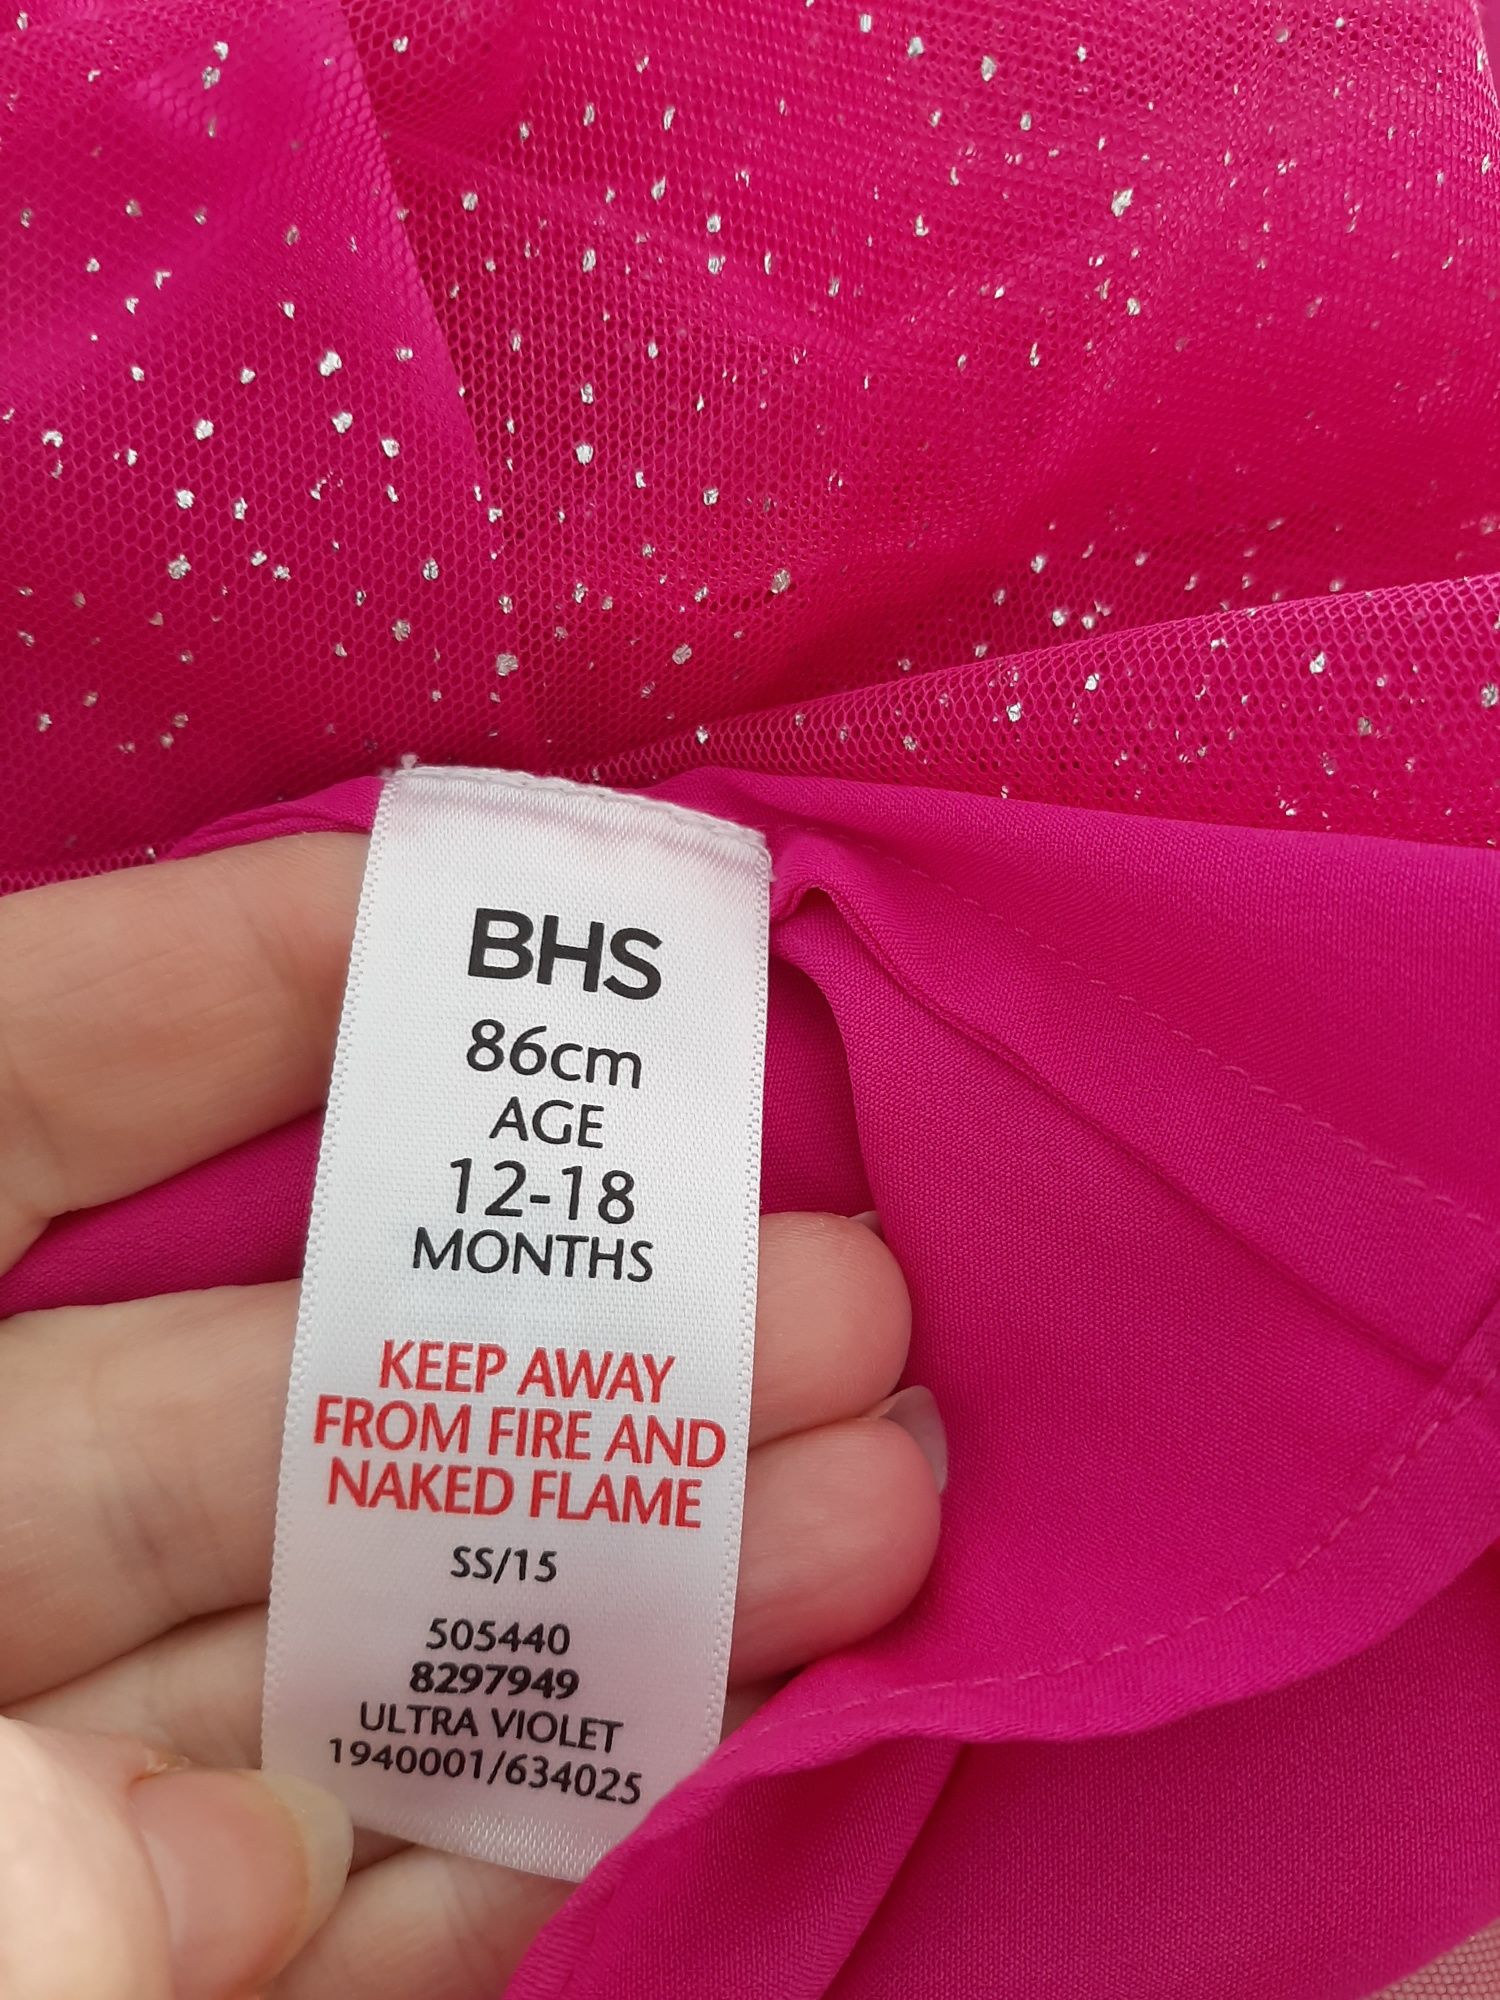 BHS
86cm
AGE
12-18
MONTHS
KEEP AWAY
FROM FIRE AND
NAKED FLAME
SS/15
505440
8297949
ULTRA VIOLET
1940001/634025